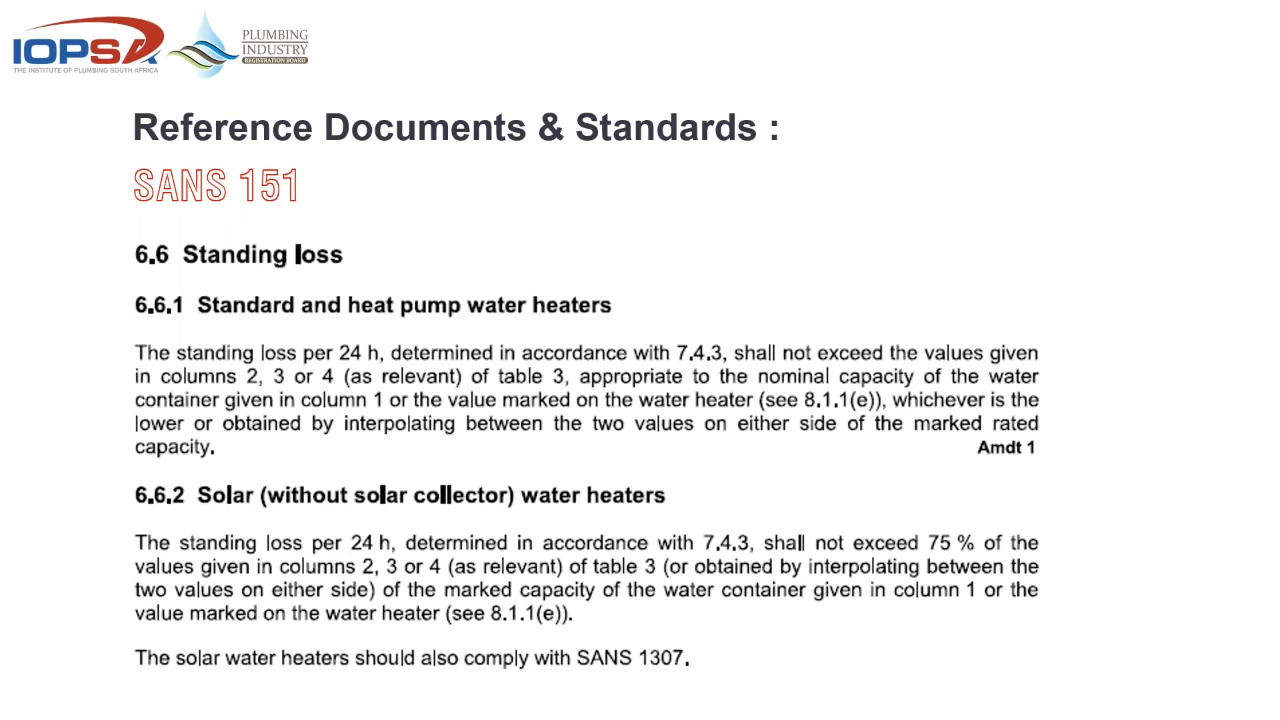 IOPSA
THE INSTITUTE OF PLUMBING SOUTH AFRICA
PLUMBING
INDUSTRY
REGISTRATION BOARD
Reference Documents & Standards :
SANS 151
6.6 Standing loss
6.6.1 Standard and heat pump water heaters
The standing loss per 24 h, determined in accordance with 7.4.3, shall not exceed the values given
in columns 2, 3 or 4 (as relevant) of table 3, appropriate to the nominal capacity of the water
container given in column 1 or the value marked on the water heater (see 8.1.1(e)), whichever is the
lower or obtained by interpolating between the two values on either side of the marked rated
capacity. Amdt 1
6.6.2 Solar (without solar collector) water heaters
The standing loss per 24 h, determined in accordance with 7.4.3, shall not exceed 75 % of the
values given in columns 2, 3 or 4 (as relevant) of table 3 (or obtained by interpolating between the
two values on either side) of the marked capacity of the water container given in column 1 or the
value marked on the water heater (see 8.1.1(e)).
The solar water heaters should also comply with SANS 1307.